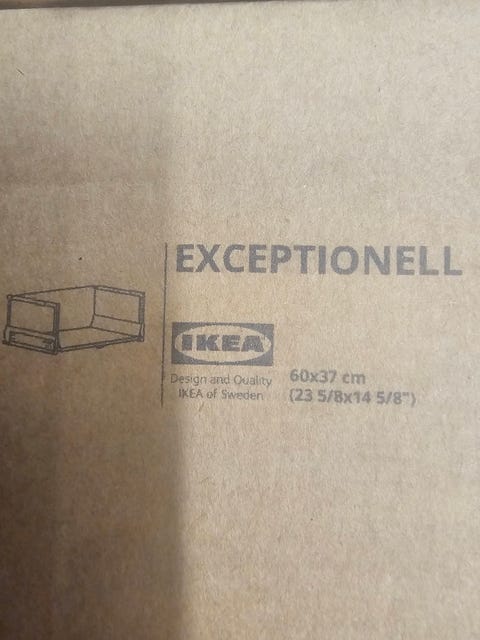 EXCEPTIONELL
IKEA
Design and Quality
IKEA of Sweden
60x37 cm
(23 5/8x14 5/8")